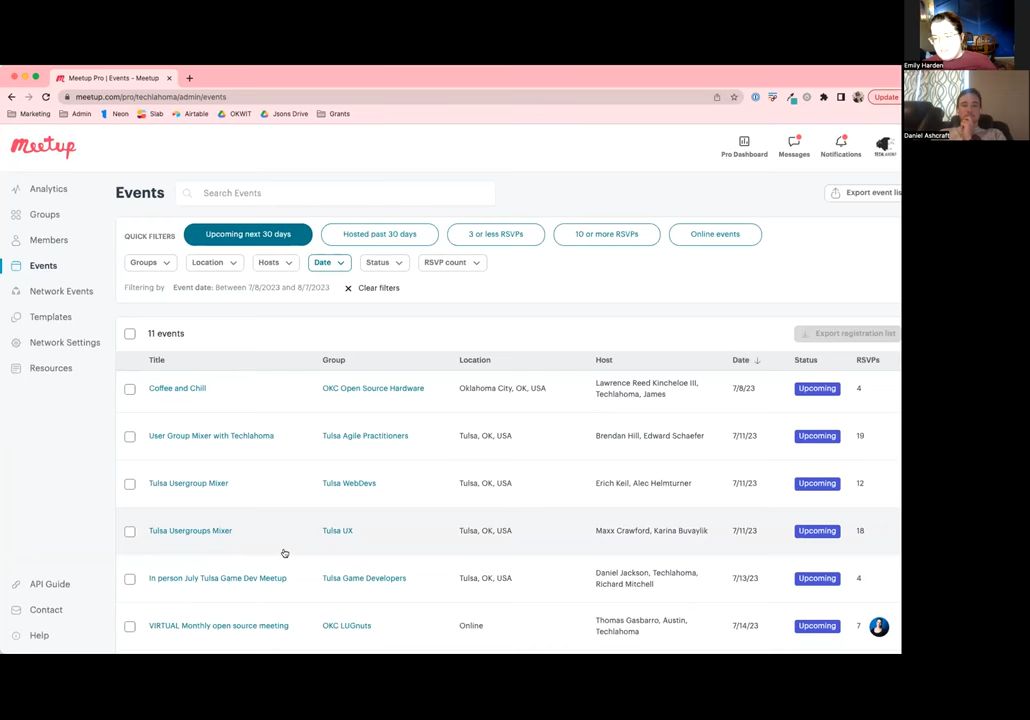 Emily Harden
Daniel Ashcraft
Meetup Pro | Events - Meetup
meetup.com/pro/techlahoma/admin/events
Update
Marketing Admin Neon Slab Airtable OKWIT Jsons Drive Grants
Meetup
Pro Dashboard Messages Notifications
Analytics
Groups
Members
Events
Network Events
Templates
Network Settings
Resources
API Guide
Contact
Help
Events
Search Events
Export event lis
QUICK FILTERS Upcoming next 30 days Hosted past 30 days 3 or less RSVPs 10 or more RSVPs Online events
Groups Location Hosts Date Status RSVP count
Filtering by Event date: Between 7/8/2023 and 8/7/2023 Clear filters
11 events Export registration list
Title Group Location Host Date Status RSVPs
Coffee and Chill OKC Open Source Hardware Oklahoma City, OK, USA Lawrence Reed Kincheloe III, Techlahoma, James 7/8/23 Upcoming 4
User Group Mixer with Techlahoma Tulsa Agile Practitioners Tulsa, OK, USA Brendan Hill, Edward Schaefer 7/11/23 Upcoming 19
Tulsa Usergroup Mixer Tulsa WebDevs Tulsa, OK, USA Erich Keil, Alec Helmturner 7/11/23 Upcoming 12
Tulsa Usergroups Mixer Tulsa UX Tulsa, OK, USA Maxx Crawford, Karina Buvaylik 7/11/23 Upcoming 18
In person July Tulsa Game Dev Meetup Tulsa Game Developers Tulsa, OK, USA Daniel Jackson, Techlahoma, Richard Mitchell 7/13/23 Upcoming 4
VIRTUAL Monthly open source meeting OKC LUGnuts Online Thomas Gasbarro, Austin, Techlahoma 7/14/23 Upcoming 7